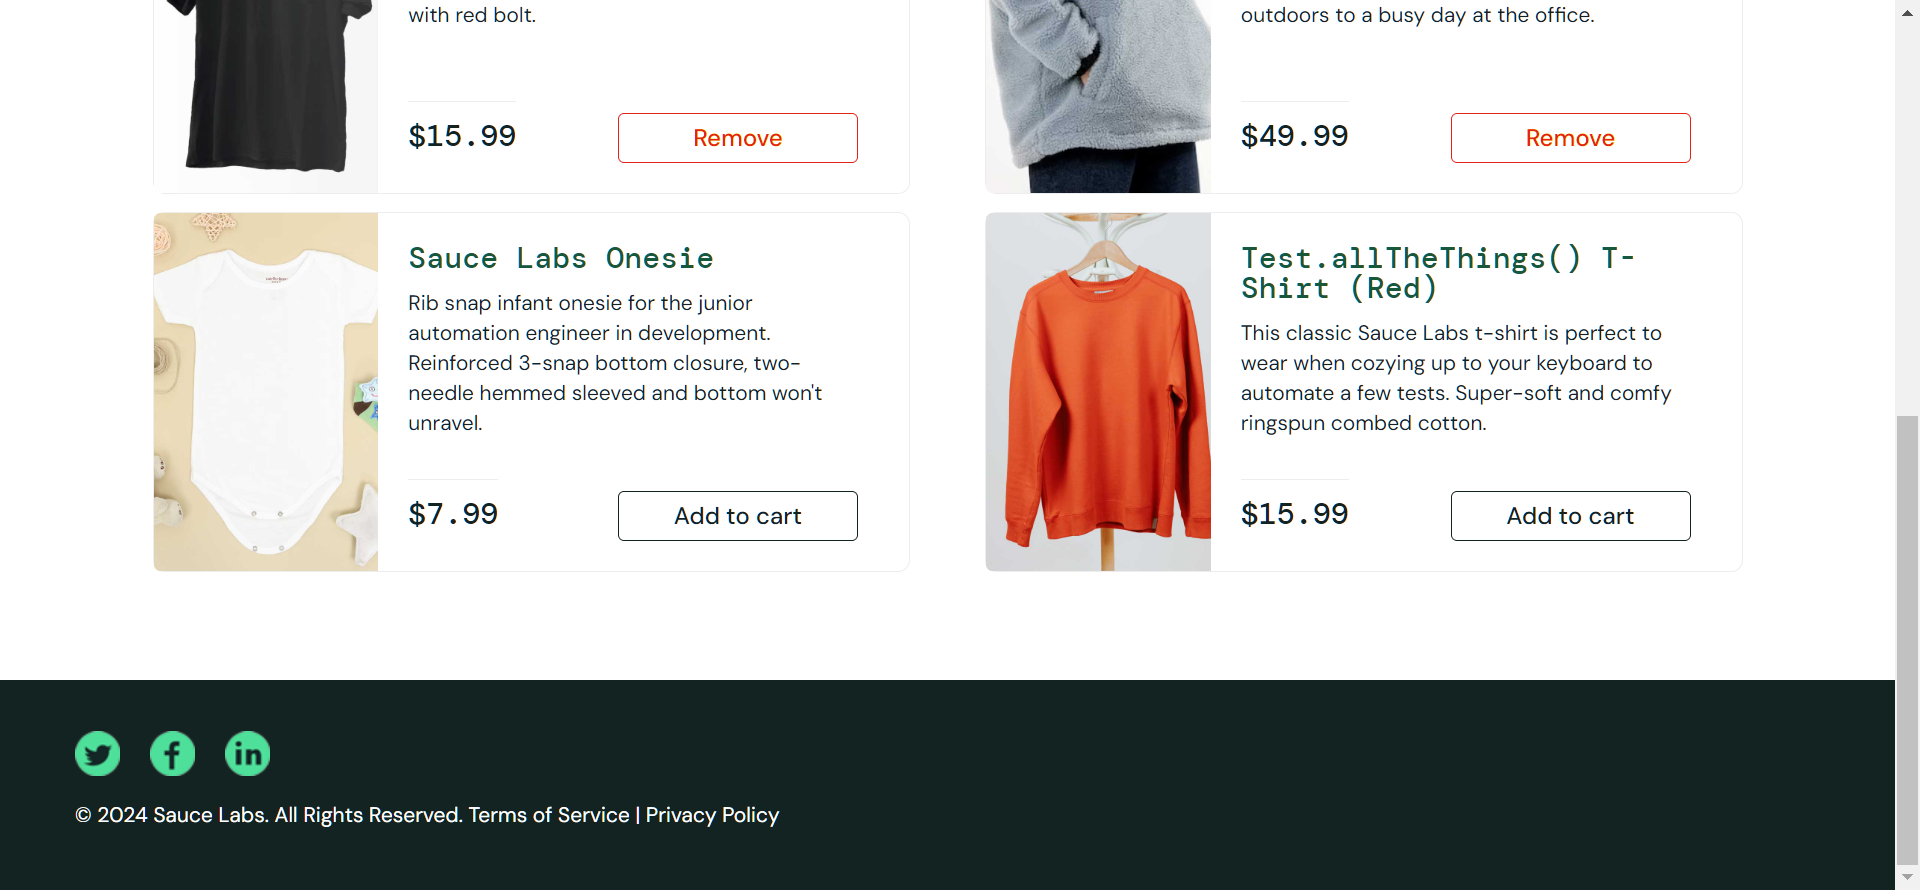 with red bolt.
$15.99
Remove
outdoors to a busy day at the office.
$49.99
Remove
Sauce Labs Onesie
Rib snap infant onesie for the junior
automation engineer in development.
Reinforced 3-snap bottom closure, two-
needle hemmed sleeved and bottom won't
unravel.
$7.99
Add to cart
Test.allTheThings() T-
Shirt (Red)
This classic Sauce Labs t-shirt is perfect to
wear when cozying up to your keyboard to
automate a few tests. Super-soft and comfy
ringspun combed cotton.
$15.99
Add to cart
© 2024 Sauce Labs. All Rights Reserved. Terms of Service | Privacy Policy